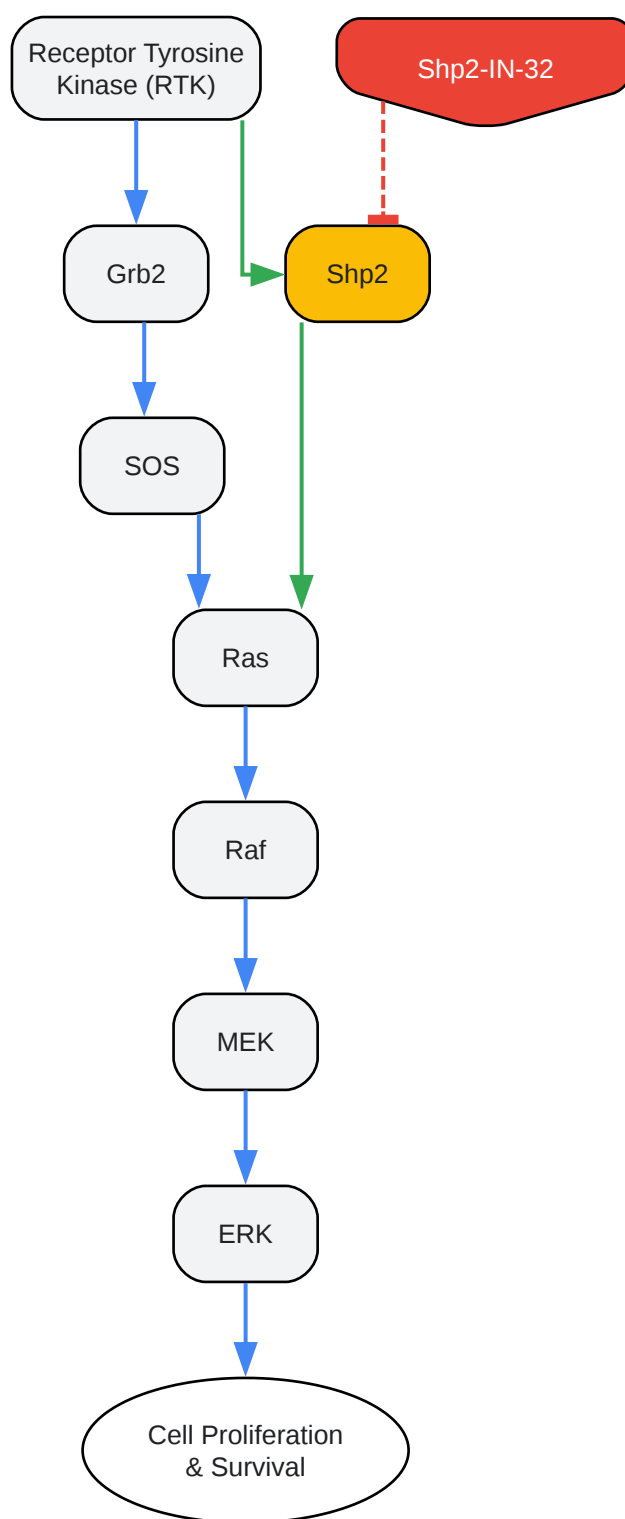 Receptor Tyrosine
Kinase (RTK)
Shp2-IN-32
Grb2
Shp2
SOS
Ras
Raf
MEK
ERK
Cell Proliferation
& Survival